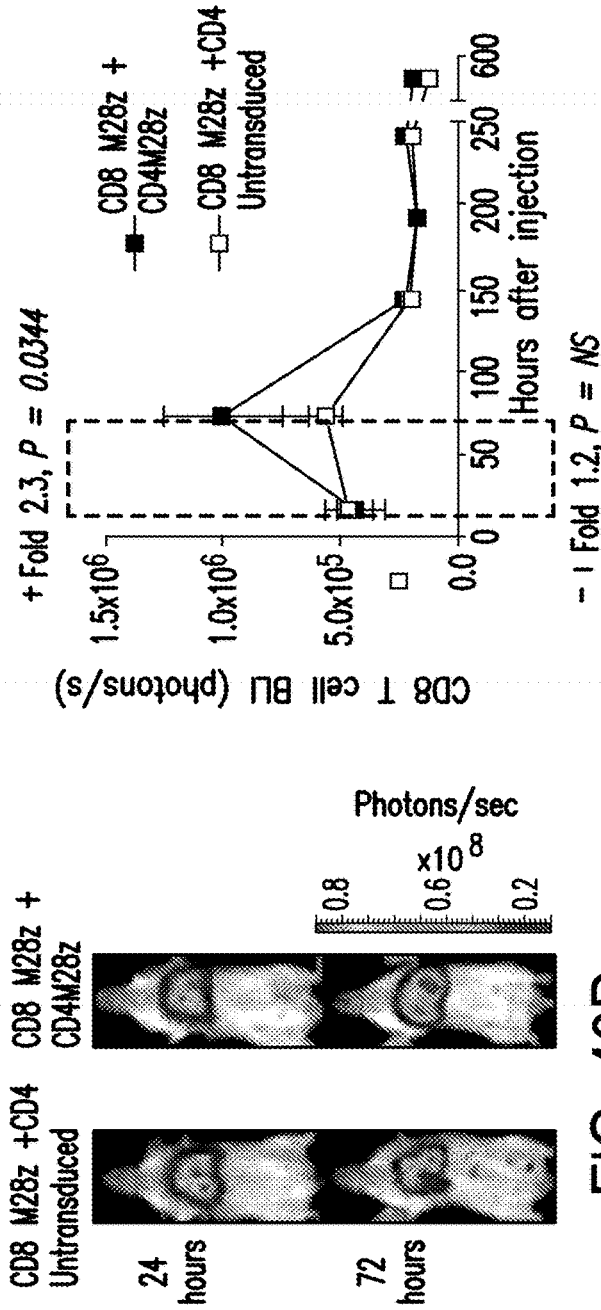 CD8 M28z +CD4
Untransduced
CD8 M28z +
CD4M28z
24
hours
72
hours
Photons/sec
x10 8
0.8
0.6
0.2
+ Fold 2.3, P = 0.0344
CD8 M28z +
CD4M28z
CD8 M28z +CD4
Untransduced
CD8 T cell BLI (photons/s)
1.5x10 6
1.0x10 6
5.0x10 5
0.0
0 50 100 150 200 250 600
Hours after injection
- Fold 1.2, P = NS